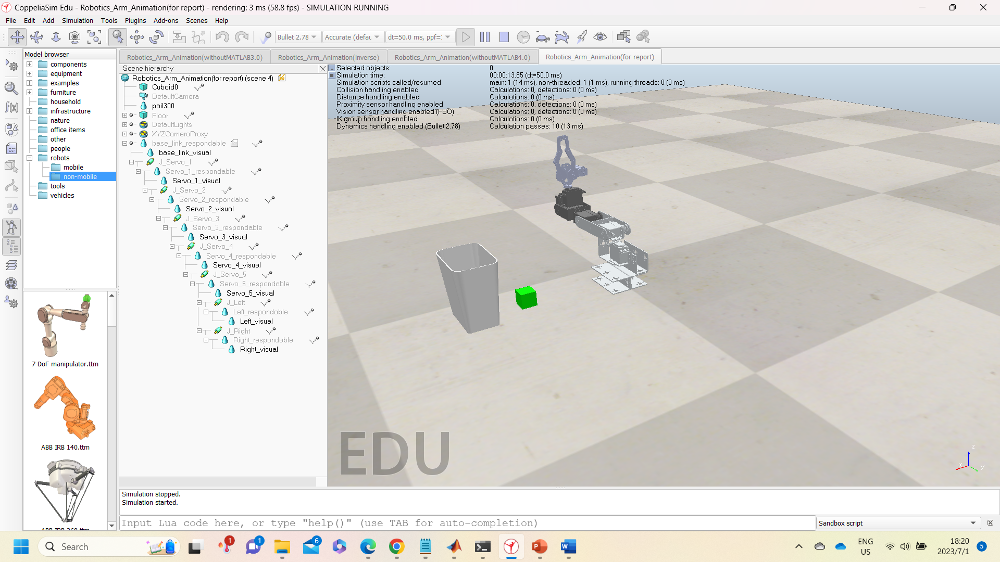 CoppeliaSim Edu - Robotics_Arm_Animation(for report) - rendering: 3 ms (58.8 fps) - SIMULATION RUNNING
File Edit Add Simulation Tools Plugins Add-ons Scenes Help
Bullet 2.78 Accurate (defau dt=50.0 ms, ppf=
Model browser
components
equipment
examples
furniture
household
infrastructure
nature
office items
other
people
robots
mobile
non-mobile
tools
vehicles
7 DoF manipulator.ttm
ABB IRB 140.ttm
ABB IRB 360.ttm
Robotics_Arm_Animation(withoutMATLAB3.0) Robotics_Arm_Animation(inverse) Robotics_Arm_Animation(withoutMATLAB4.0) Robotics_Arm_Animation(for report)
Scene hierarchy
Robotics_Arm_Animation(for report) (scene 4)
Cuboid0
DefaultCamera
pail300
Floor
DefaultLights
XYZCameraProxy
base_link_respondable
base_link_visual
J_Servo_1
Servo_1_respondable
Servo_1_visual
J_Servo_2
Servo_2_respondable
Servo_2_visual
J_Servo_3
Servo_3_respondable
Servo_3_visual
J_Servo_4
Servo_4_respondable
Servo_4_visual
J_Servo_5
Servo_5_respondable
Servo_5_visual
J_Left
Left_respondable
Left_visual
J_Right
Right_respondable
Right_visual
Selected objects: 0
Simulation time: 00:00:13.85 (dt=50.0 ms)
Simulation scripts called/resumed main: 1 (14 ms), non-threaded: 1 (1 ms), running threads: 0 (0 ms)
Collision handling enabled Calculations: 0, detections: 0 (0 ms)
Distance handling enabled Calculations: 0 (0 ms)
Proximity sensor handling enabled Calculations: 0, detections: 0 (0 ms)
Vision sensor handling enabled (FBO) Calculations: 0, detections: 0 (0 ms)
IK group handling enabled Calculations: 0 (0 ms)
Dynamics handling enabled (Bullet 2.78) Calculation passes: 10 (13 ms)
EDU
z
x
y
Simulation stopped.
Simulation started.
Input Lua code here, or type "help()" (use TAB for auto-completion)
Sandbox script
Search
1
1
6
ENG
US
18:20
2023/7/1
5